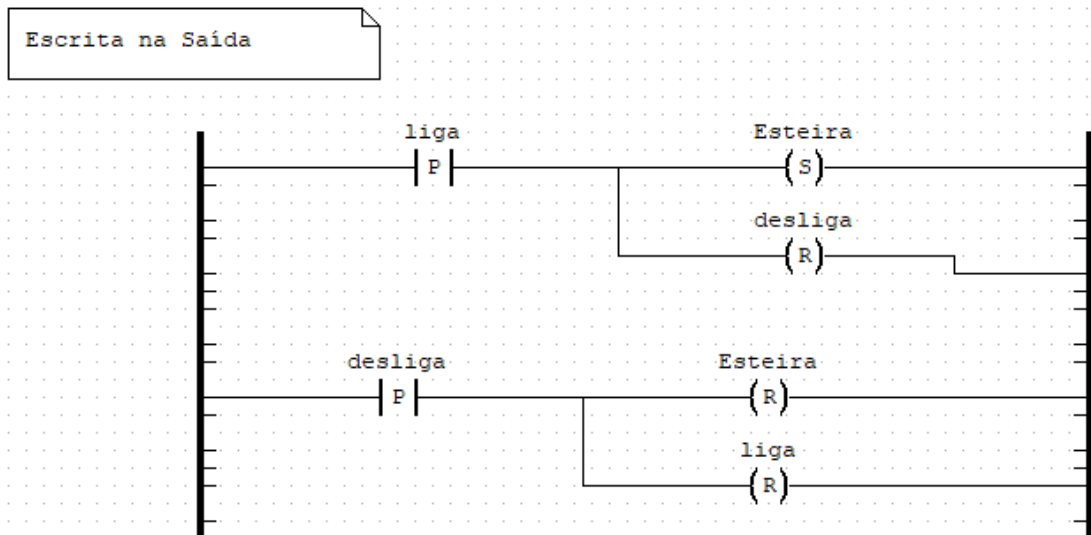 Escrita na Saída
liga Esteira
P S
desliga
R
desliga Esteira
P R
liga
R